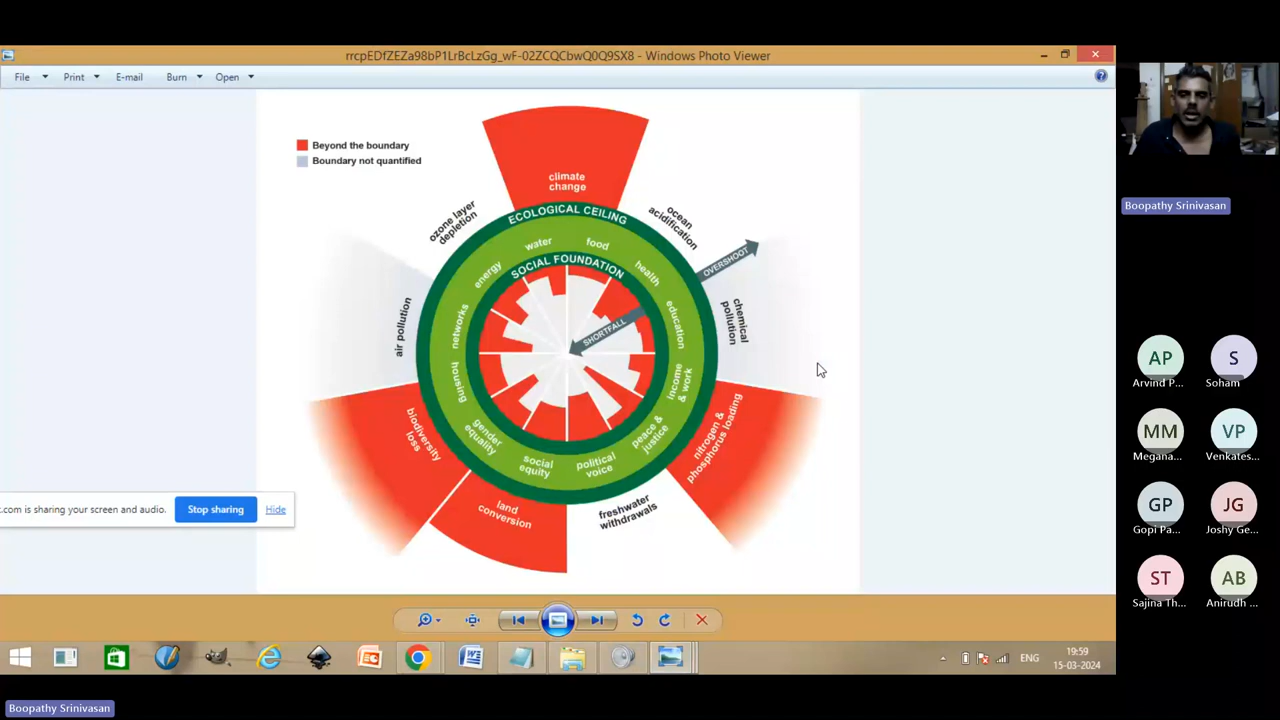 rrcpEDfZEZa98bP1LrBcLzGg_wF-02ZCQCbwQ0Q9SX8 - Windows Photo Viewer
File Print E-mail Burn Open
Beyond the boundary
Boundary not quantified
climate
change
ozone layer
depletion
ocean
acidification
ECOLOGICAL CEILING
water
food
SOCIAL FOUNDATION
energy
health
OVERSHOOT
networks
education
SHORTFALL
air pollution
chemical
pollution
housing
income
& work
gender
equality
peace &
justice
social
equity
political
voice
biodiversity
loss
nitrogen &
phosphorus loading
land
conversion
freshwater
withdrawals
.com is sharing your screen and audio.
Stop sharing
Hide
ENG
19:59
15-03-2024
Boopathy Srinivasan
AP
Arvind P...
S
Soham
MM
Megana...
VP
Venkates...
GP
Gopi Pa...
JG
Joshy Ge...
ST
Sajina Th...
AB
Anirudh ...
Boopathy Srinivasan